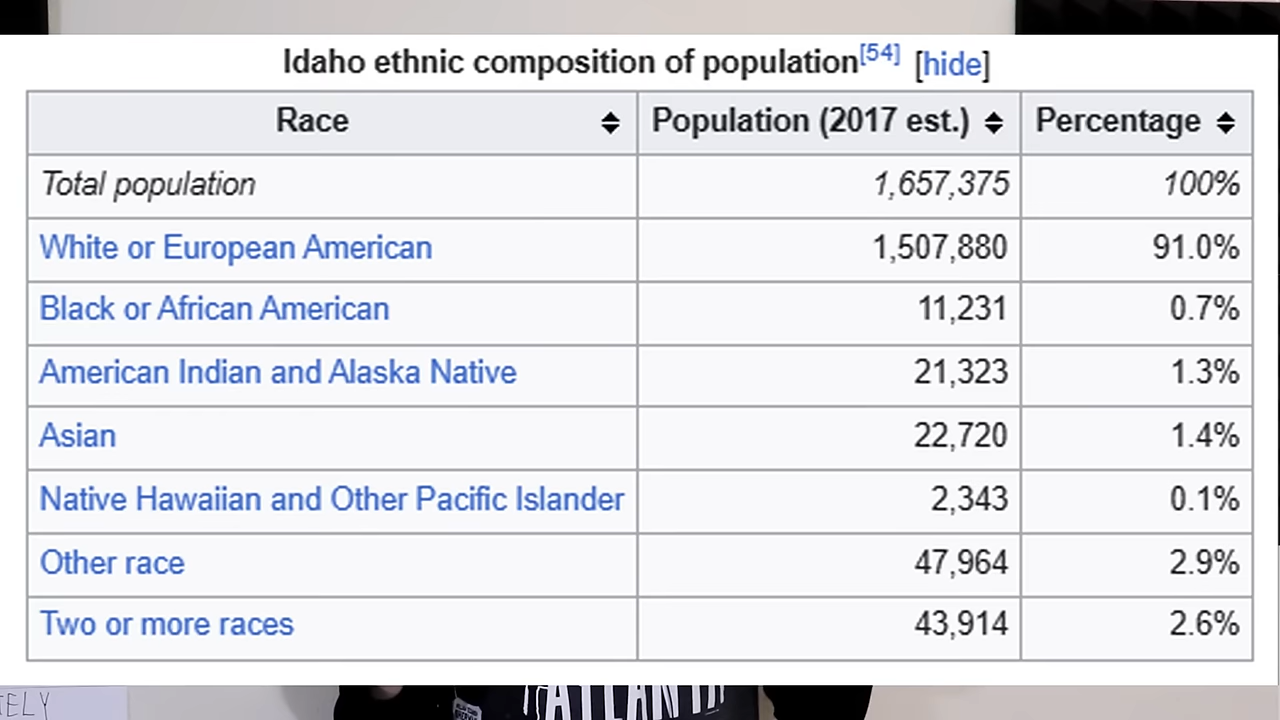 Idaho ethnic composition of population[54] [hide]
Race Population (2017 est.) Percentage
Total population 1,657,375 100%
White or European American 1,507,880 91.0%
Black or African American 11,231 0.7%
American Indian and Alaska Native 21,323 1.3%
Asian 22,720 1.4%
Native Hawaiian and Other Pacific Islander 2,343 0.1%
Other race 47,964 2.9%
Two or more races 43,914 2.6%
TELY ATLANTA